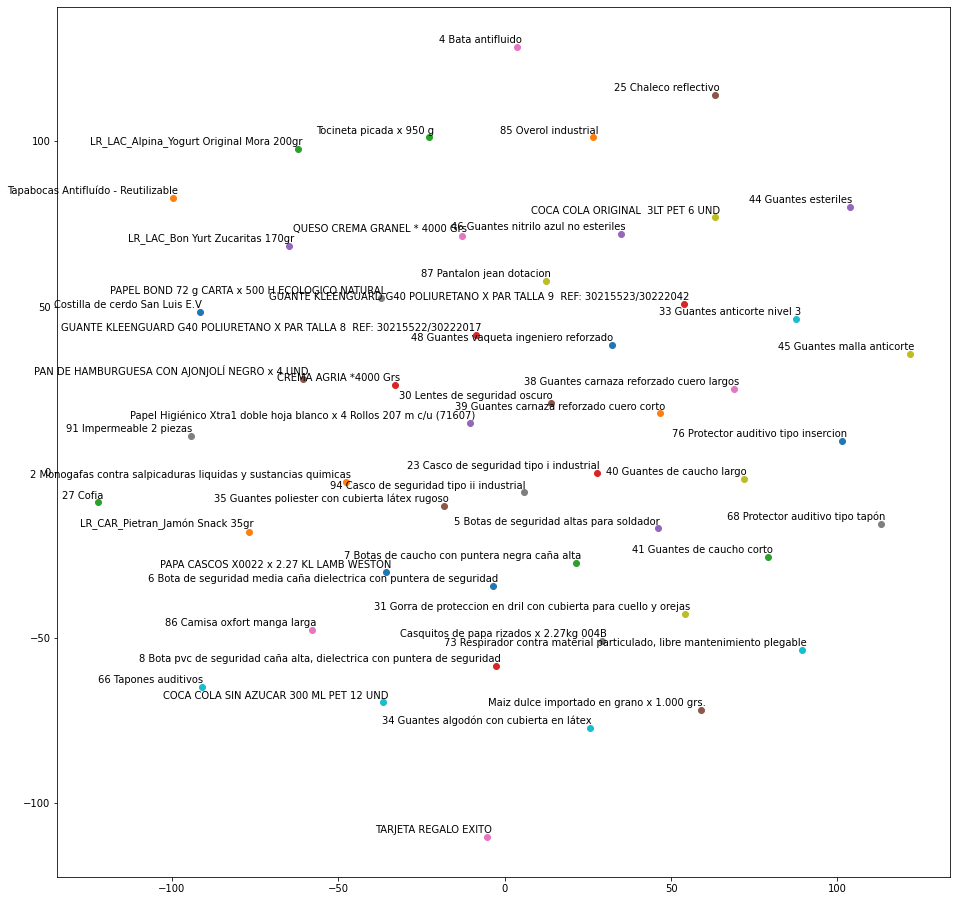 4 Bata antifluido
25 Chaleco reflectivo
Tocineta picada x 950 g
85 Overol industrial
LR_LAC_Alpina_Yogurt Original Mora 200gr
100
Tapabocas Antifluído - Reutilizable
44 Guantes esteriles
COCA COLA ORIGINAL  3LT PET 6 UND
46 Guantes nitrilo azul no esteriles
QUESO CREMA GRANEL * 4000 Grs
LR_LAC_Bon Yurt Zucaritas 170gr
87 Pantalon jean dotacion
PAPEL BOND 72 g CARTA x 500 H ECOLOGICO NATURAL
GUANTE KLEENGUARD G40 POLIURETANO X PAR TALLA 9  REF: 30215523/30222042
50
Costilla de cerdo San Luis E.V
33 Guantes anticorte nivel 3
GUANTE KLEENGUARD G40 POLIURETANO X PAR TALLA 8  REF: 30215522/30222017
48 Guantes vaqueta ingeniero reforzado
45 Guantes malla anticorte
PAN DE HAMBURGUESA CON AJONJOLÍ NEGRO x 4 UND
CREMA AGRIA *4000 Grs
38 Guantes carnaza reforzado cuero largos
30 Lentes de seguridad oscuro
39 Guantes carnaza reforzado cuero corto
Papel Higiénico Xtra1 doble hoja blanco x 4 Rollos 207 m c/u (71607)
91 Impermeable 2 piezas
76 Protector auditivo tipo insercion
0
23 Casco de seguridad tipo i industrial
40 Guantes de caucho largo
2 Monogafas contra salpicaduras liquidas y sustancias quimicas
94 Casco de seguridad tipo ii industrial
27 Cofia
35 Guantes poliester con cubierta látex rugoso
68 Protector auditivo tipo tapón
5 Botas de seguridad altas para soldador
LR_CAR_Pietran_Jamón Snack 35gr
41 Guantes de caucho corto
7 Botas de caucho con puntera negra caña alta
PAPA CASCOS X0022 x 2.27 KL LAMB WESTON
6 Bota de seguridad media caña dielectrica con puntera de seguridad
31 Gorra de proteccion en dril con cubierta para cuello y orejas
86 Camisa oxfort manga larga
Casquitos de papa rizados x 2.27kg 004B
−50
73 Respirador contra material particulado, libre mantenimiento plegable
8 Bota pvc de seguridad caña alta, dielectrica con puntera de seguridad
66 Tapones auditivos
COCA COLA SIN AZUCAR 300 ML PET 12 UND
Maiz dulce importado en grano x 1.000 grs.
34 Guantes algodón con cubierta en látex
−100
TARJETA REGALO EXITO
−100
−50
0
50
100